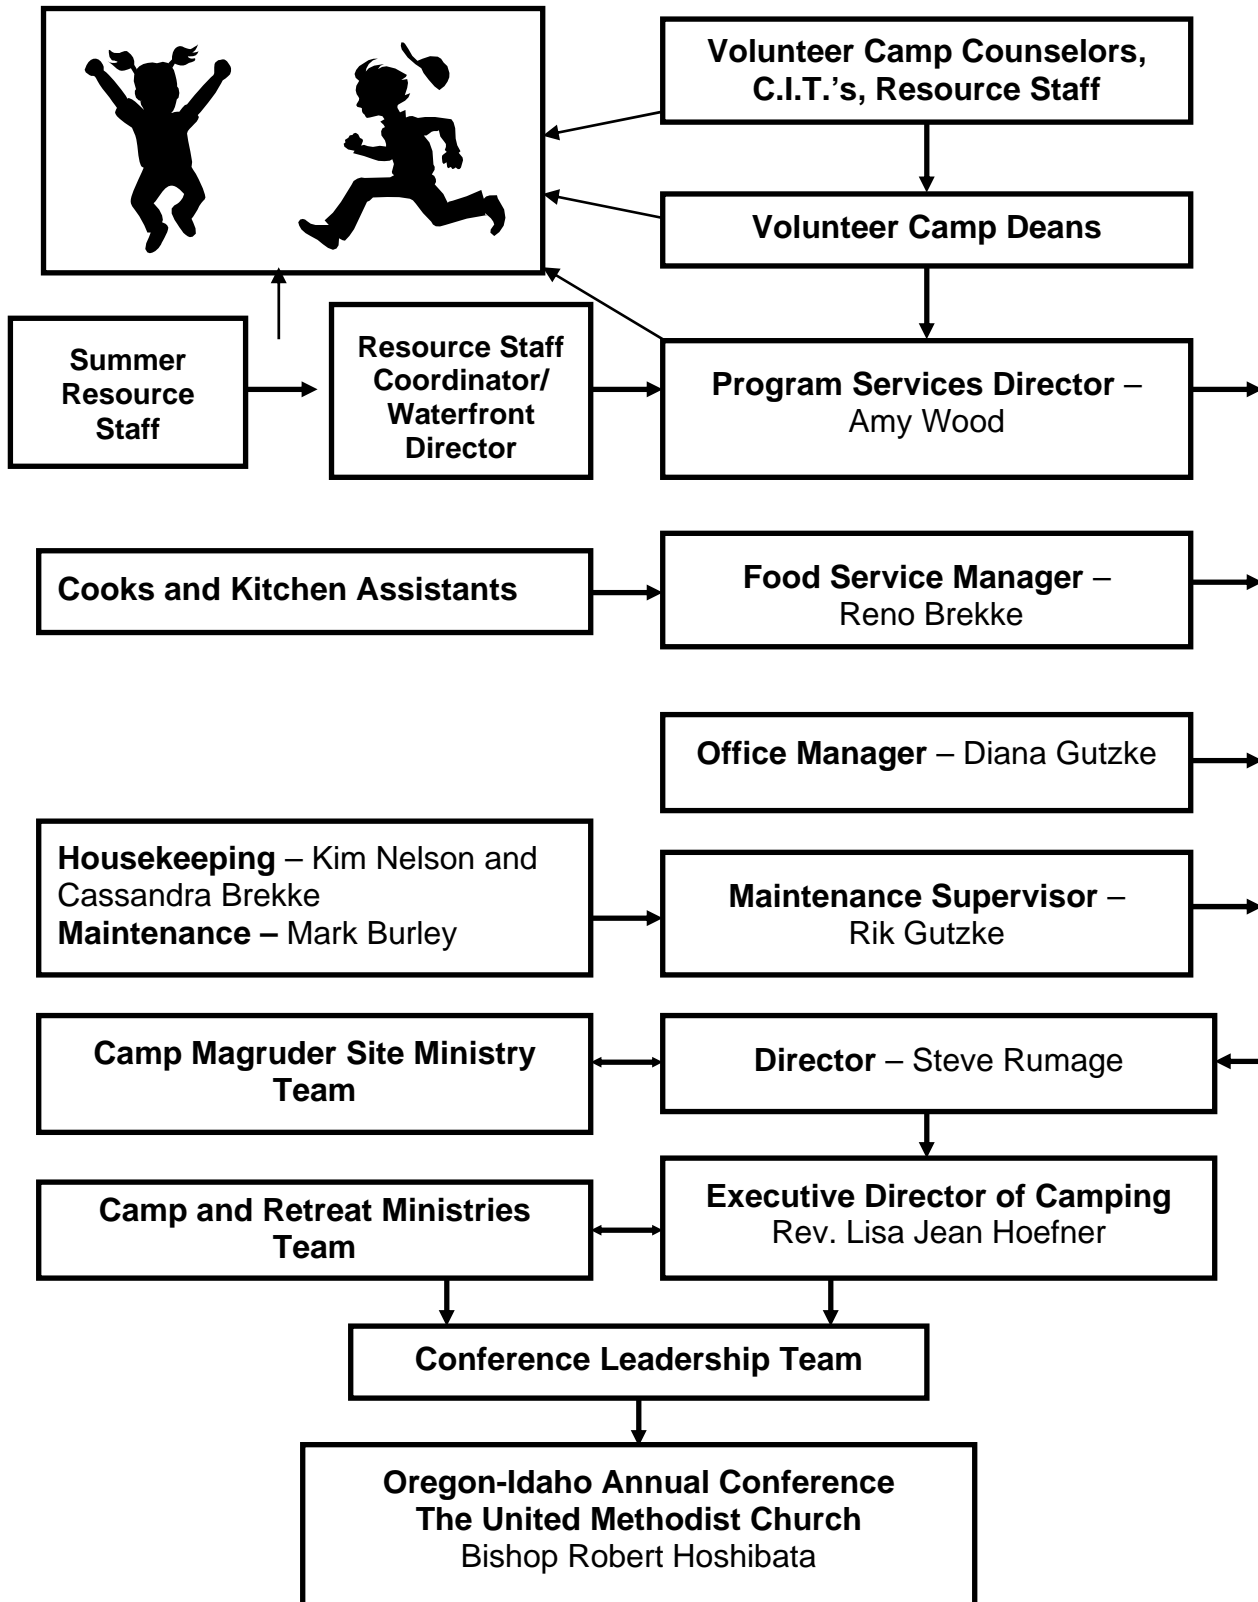 Volunteer Camp Counselors,
C.I.T.’s, Resource Staff
Volunteer Camp Deans
Summer
Resource
Staff
Resource Staff
Coordinator/
Waterfront
Director
Program Services Director –
Amy Wood
Cooks and Kitchen Assistants
Food Service Manager –
Reno Brekke
Office Manager – Diana Gutzke
Housekeeping – Kim Nelson and
Cassandra Brekke
Maintenance – Mark Burley
Maintenance Supervisor –
Rik Gutzke
Camp Magruder Site Ministry
Team
Director – Steve Rumage
Camp and Retreat Ministries
Team
Executive Director of Camping
Rev. Lisa Jean Hoefner
Conference Leadership Team
Oregon-Idaho Annual Conference
The United Methodist Church
Bishop Robert Hoshibata